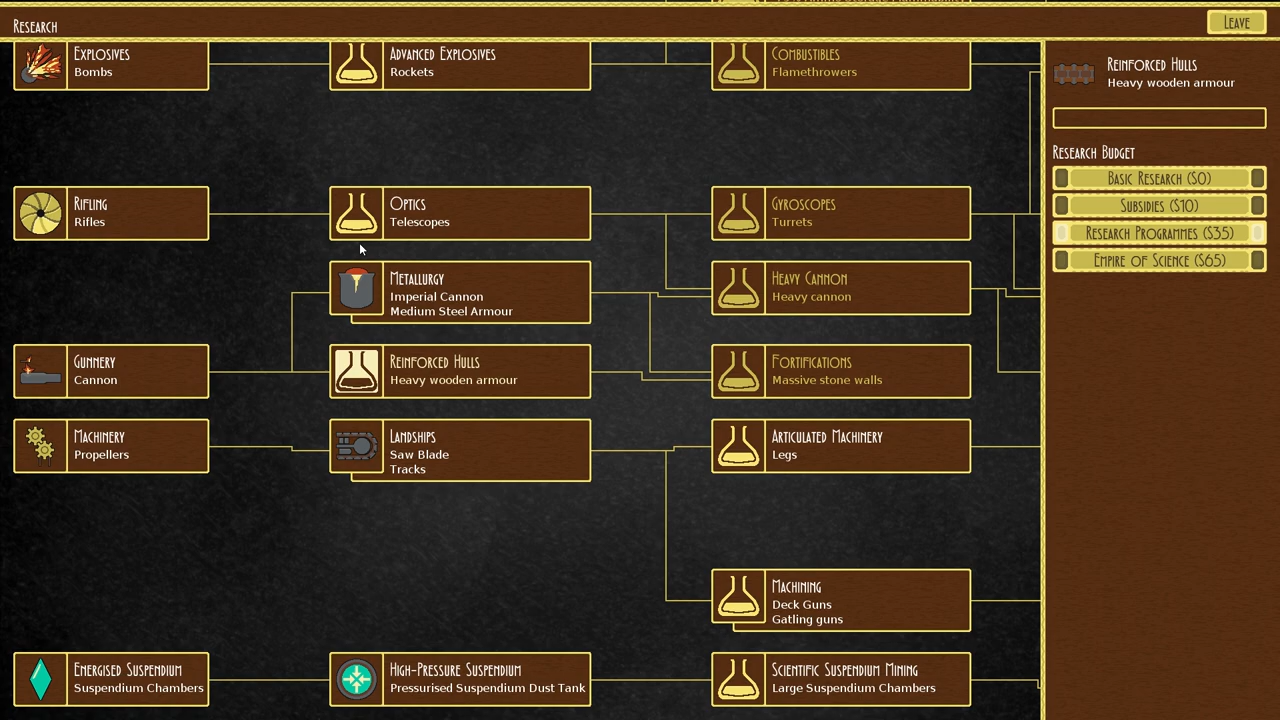 Research
Leave
Explosives
Bombs
Advanced Explosives
Rockets
Combustibles
Flamethrowers
Rifling
Rifles
Optics
Telescopes
Gyroscopes
Turrets
Metallurgy
Imperial Cannon
Medium Steel Armour
Heavy Cannon
Heavy cannon
Gunnery
Cannon
Reinforced Hulls
Heavy wooden armour
Fortifications
Massive stone walls
Machinery
Propellers
Landships
Saw Blade
Tracks
Articulated Machinery
Legs
Machining
Deck Guns
Gatling guns
Energised Suspendium
Suspendium Chambers
High-Pressure Suspendium
Pressurised Suspendium Dust Tank
Scientific Suspendium Mining
Large Suspendium Chambers
Reinforced Hulls
Heavy wooden armour
Research Budget
Basic Research ($0)
Subsidies ($10)
Research Programmes ($35)
Empire of Science ($65)